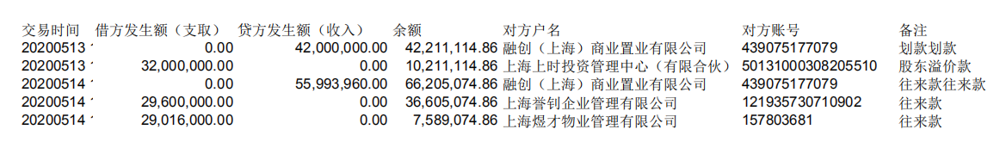 交易时间 借方发生额（支取） 贷方发生额（收入） 余额 对方户名 对方账号 备注
20200513 0.00 42,000,000.00 42,211,114.86 融创（上海）商业置业有限公司 439075177079 划款划款
20200513 32,000,000.00 0.00 10,211,114.86 上海上时投资管理中心（有限合伙） 50131000308205510 股东溢价款
20200514 0.00 55,993,960.00 66,205,074.86 融创（上海）商业置业有限公司 439075177079 往来款往来款
20200514 29,600,000.00 0.00 36,605,074.86 上海誉钊企业管理有限公司 121935730710902 往来款
20200514 29,016,000.00 0.00 7,589,074.86 上海煜才物业管理有限公司 157803681 往来款